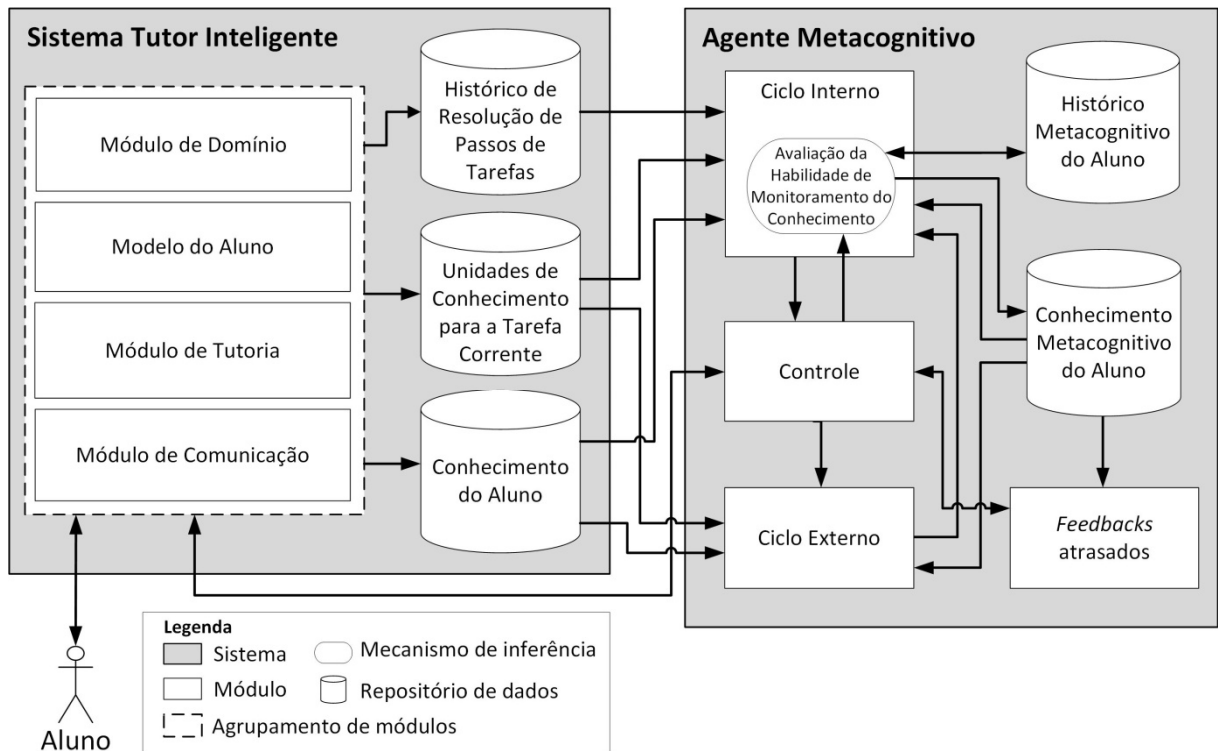 Sistema Tutor Inteligente
Módulo de Domínio
Modelo do Aluno
Módulo de Tutoria
Módulo de Comunicação
Histórico de
Resolução de
Passos de
Tarefas
Unidades de
Conhecimento
para a Tarefa
Corrente
Conhecimento
do Aluno
Agente Metacognitivo
Ciclo Interno
Avaliação da
Habilidade de
Monitoramento do
Conhecimento
Controle
Ciclo Externo
Histórico
Metacognitivo
do Aluno
Conhecimento
Metacognitivo
do Aluno
Feedbacks
atrasados
Aluno
Legenda
Sistema
Módulo
Agrupamento de módulos
Mecanismo de inferência
Repositório de dados